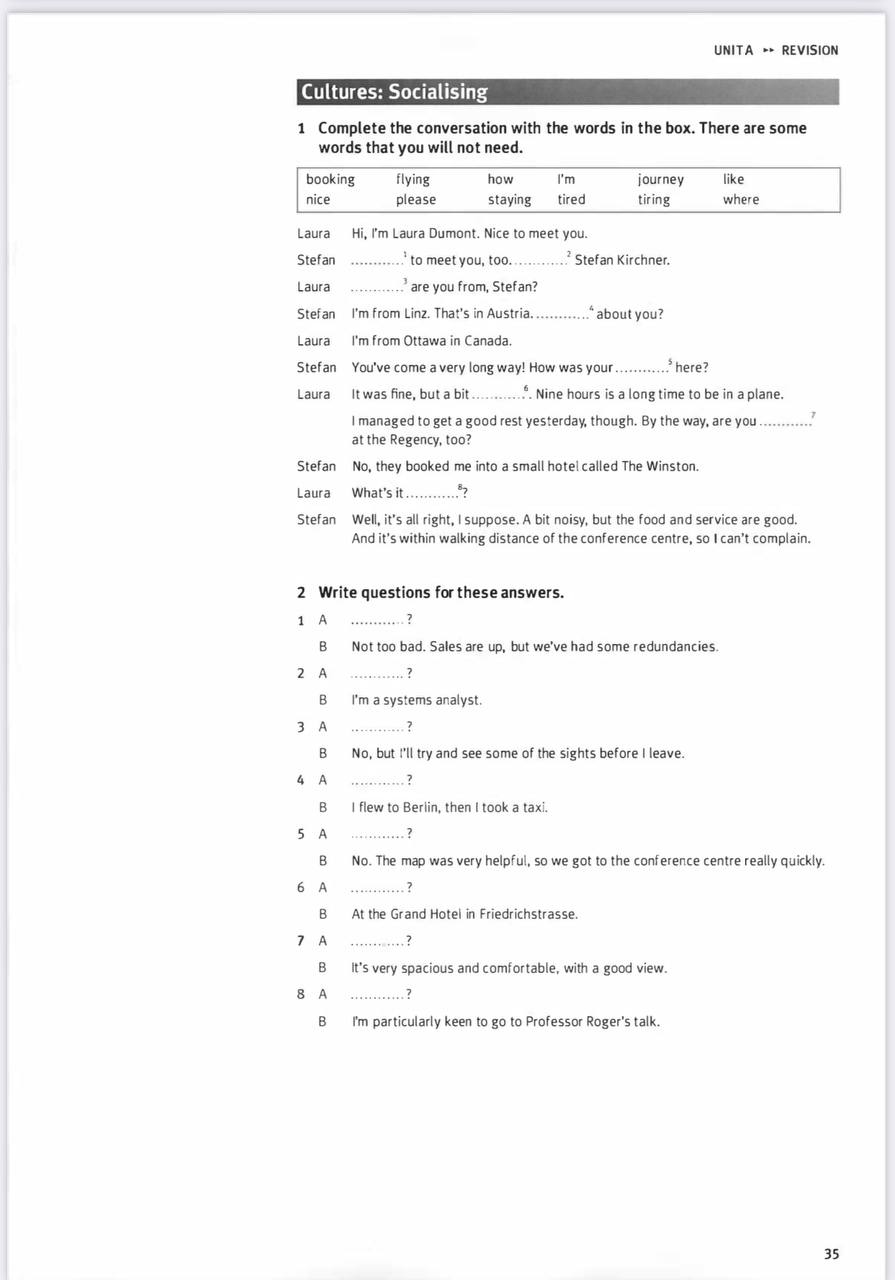 UNIT A ▸▸ REVISION
Cultures: Socialising
1 Complete the conversation with the words in the box. There are some
words that you will not need.
booking flying how I'm journey like
nice please staying tired tiring where
Laura Hi, I'm Laura Dumont. Nice to meet you.
Stefan ............¹ to meet you, too. ............² Stefan Kirchner.
Laura ............³ are you from, Stefan?
Stefan I'm from Linz. That's in Austria. ............⁴ about you?
Laura I'm from Ottawa in Canada.
Stefan You've come a very long way! How was your ............⁵ here?
Laura It was fine, but a bit ............⁶. Nine hours is a long time to be in a plane.
I managed to get a good rest yesterday, though. By the way, are you ............⁷
at the Regency, too?
Stefan No, they booked me into a small hotel called The Winston.
Laura What's it ............⁸?
Stefan Well, it's all right, I suppose. A bit noisy, but the food and service are good.
And it's within walking distance of the conference centre, so I can't complain.
2 Write questions for these answers.
1 A ............?
B Not too bad. Sales are up, but we've had some redundancies.
2 A ............?
B I'm a systems analyst.
3 A ............?
B No, but I'll try and see some of the sights before I leave.
4 A ............?
B I flew to Berlin, then I took a taxi.
5 A ............?
B No. The map was very helpful, so we got to the conference centre really quickly.
6 A ............?
B At the Grand Hotel in Friedrichstrasse.
7 A ............?
B It's very spacious and comfortable, with a good view.
8 A ............?
B I'm particularly keen to go to Professor Roger's talk.
35